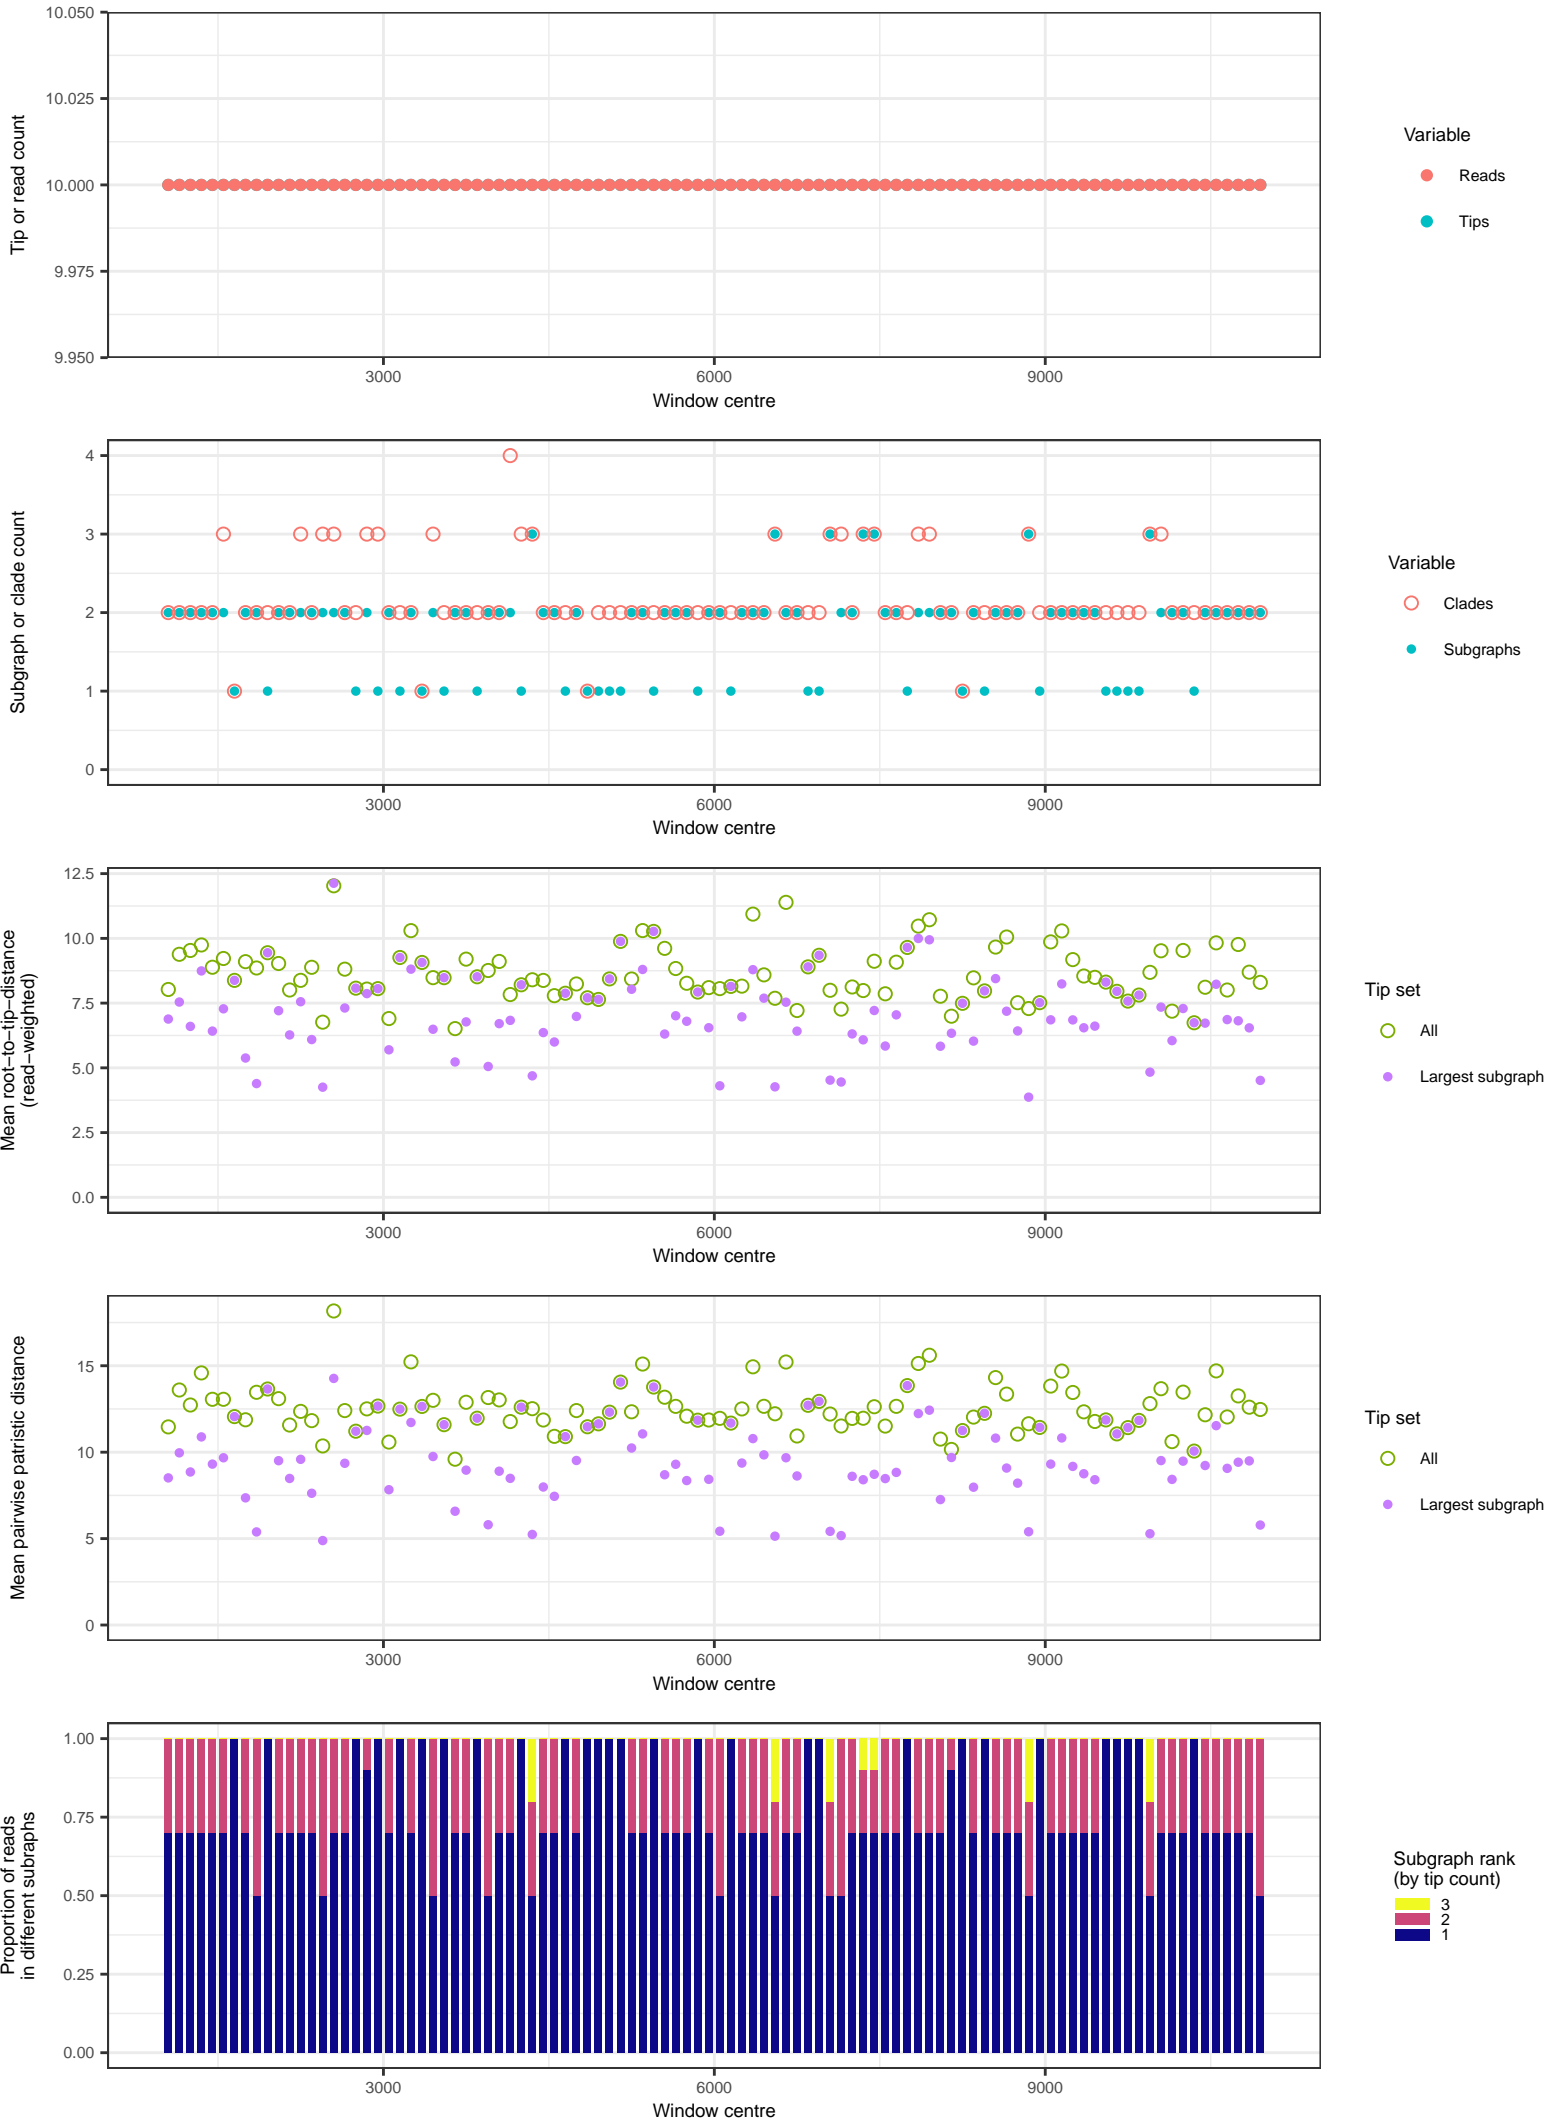 10.050
10.025
10.000
9.975
9.950
Tip or read count
3000
6000
9000
Window centre
Variable
Reads
Tips
4
3
2
1
0
Subgraph or clade count
3000
6000
9000
Window centre
Variable
Clades
Subgraphs
12.5
10.0
7.5
5.0
2.5
0.0
Mean root−to−tip−distance
(read−weighted)
3000
6000
9000
Window centre
Tip set
All
Largest subgraph
15
10
5
0
Mean pairwise patristic distance
3000
6000
9000
Window centre
Tip set
All
Largest subgraph
1.00
0.75
0.50
0.25
0.00
Proportion of reads
in different subraphs
3000
6000
9000
Window centre
Subgraph rank
(by tip count)
3
2
1